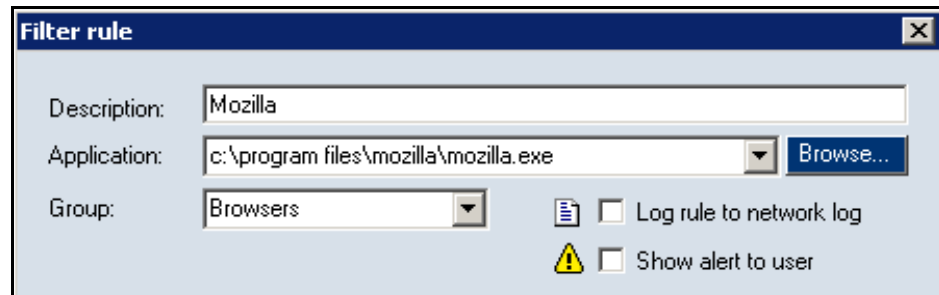 Filter rule
Description: Mozilla
Application: c:\program files\mozilla\mozilla.exe Browse...
Group: Browsers Log rule to network log
Show alert to user